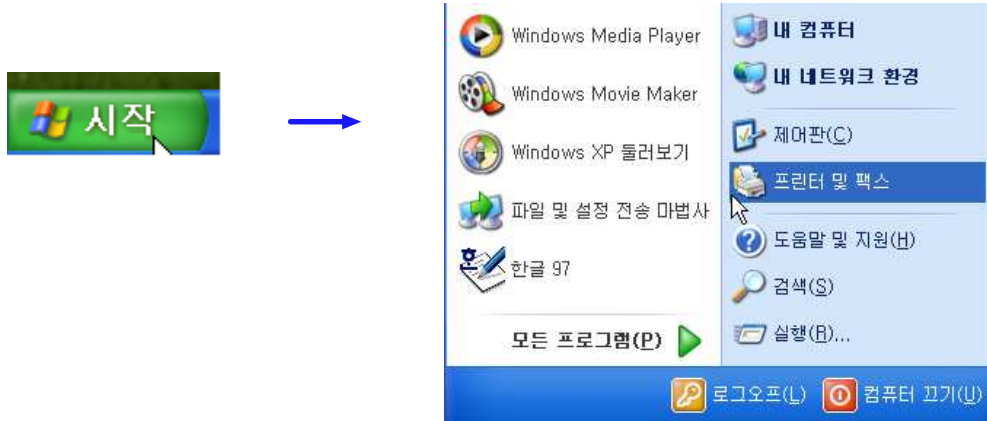 시작
Windows Media Player
Windows Movie Maker
Windows XP 둘러보기
파일 및 설정 전송 마법사
한글 97
모든 프로그램(P)
내 컴퓨터
내 네트워크 환경
제어판(C)
프린터 및 팩스
도움말 및 지원(H)
검색(S)
실행(R)...
로그오프(L)
컴퓨터 끄기(U)